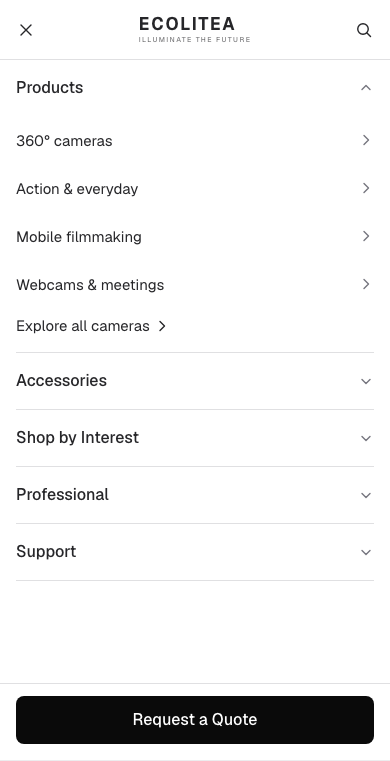 ECOLITEA
ILLUMINATE THE FUTURE
Products
360° cameras
Action & everyday
Mobile filmmaking
Webcams & meetings
Explore all cameras
Accessories
Shop by Interest
Professional
Support
Request a Quote